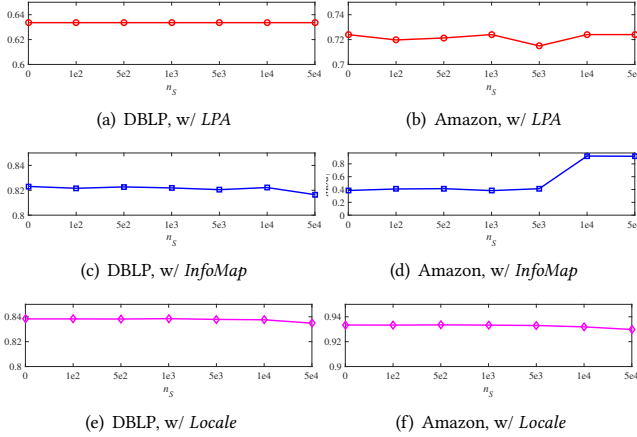 0.64
0.62
0.6
0 1e2 5e2 1e3 5e3 1e4 5e4
n_S
(a) DBLP, w/ LPA
0.74
0.72
0.7
0 1e2 5e2 1e3 5e3 1e4 5e
n_S
(b) Amazon, w/ LPA
0.84
0.82
0.8
0 1e2 5e2 1e3 5e3 1e4 5e4
n_S
(c) DBLP, w/ InfoMap
0.8
0.6
0.4
0
0 1e2 5e2 1e3 5e3 1e4 5e
n_S
(d) Amazon, w/ InfoMap
0.84
0.82
0.8
0 1e2 5e2 1e3 5e3 1e4 5e4
n_S
(e) DBLP, w/ Locale
0.94
0.92
0.9
0 1e2 5e2 1e3 5e3 1e4 5e
n_S
(f) Amazon, w/ Locale